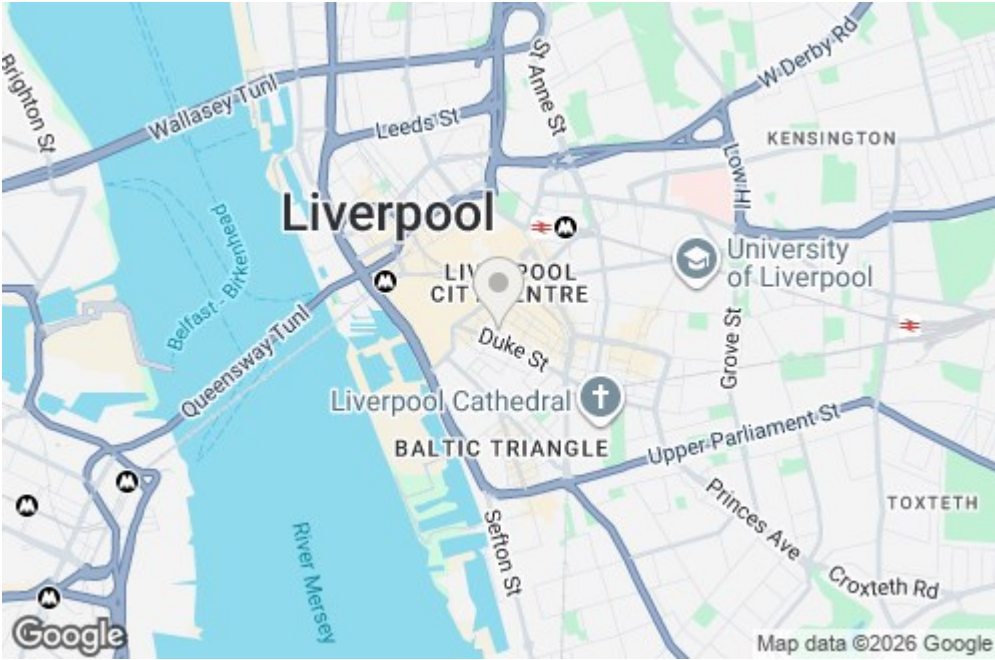 Brighton St
Wallasey Tunl
Leeds St
St Anne St
W Derby Rd
KENSINGTON
Low Hill
Liverpool
Belfast - Birkenhead
LIVERPOOL
CITY CENTRE
University
of Liverpool
Queensway Tunl
Duke St
Grove St
Liverpool Cathedral
BALTIC TRIANGLE
Upper Parliament St
Princes Ave
TOXTETH
Sefton St
River Mersey
Croxteth Rd
Google
Map data ©2026 Google